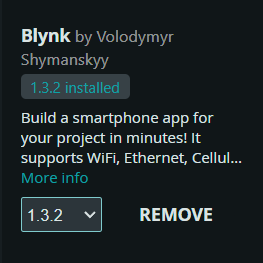 Blynk by Volodymyr
Shymanskyy
1.3.2 installed
Build a smartphone app for
your project in minutes! It
supports WiFi, Ethernet, Cellul...
More info
1.3.2 REMOVE